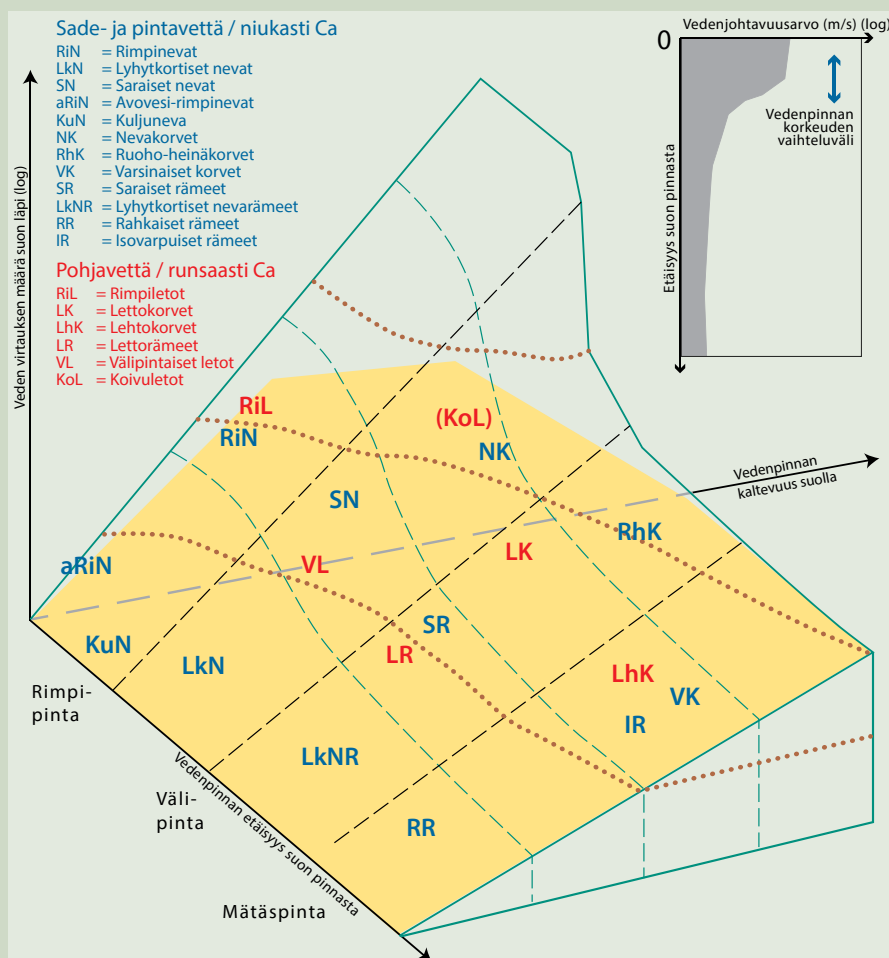 Sade- ja pintavettä / niukasti Ca
RiN = Rimpinevat
LkN = Lyhytkortiset nevat
SN = Saraiset nevat
aRiN = Avovesi-rimpinevat
KuN = Kuljuneva
NK = Nevakorvet
RhK = Ruoho-heinäkorvet
VK = Varsinaiset korvet
SR = Saraiset rämeet
LkNR = Lyhytkortiset nevarämeet
RR = Rahkaiset rämeet
IR = Isovarpuiset rämeet
Pohjavettä / runsaasti Ca
RiL = Rimpiletot
LK = Lettokorvet
LhK = Lehtokorvet
LR = Lettorämeet
VL = Välipintaiset letot
KoL = Koivuletot
Veden virtauksen määrä suon läpi (log)
Vedenjohtavuusarvo (m/s) (log)
0
Vedenpinnan
korkeuden
vaihteluväli
Etäisyys suon pinnasta
RiL
RiN
(KoL)
NK
Vedenpinnan
kaltevuus suolla
SN
RhK
LK
aRiN
VL
SR
KuN
LkN
LR
LhK
VK
IR
LkNR
RR
Rimpi-
pinta
Väli-
pinta
Mätäspinta
Vedenpinnan etäisyys suon pinnasta